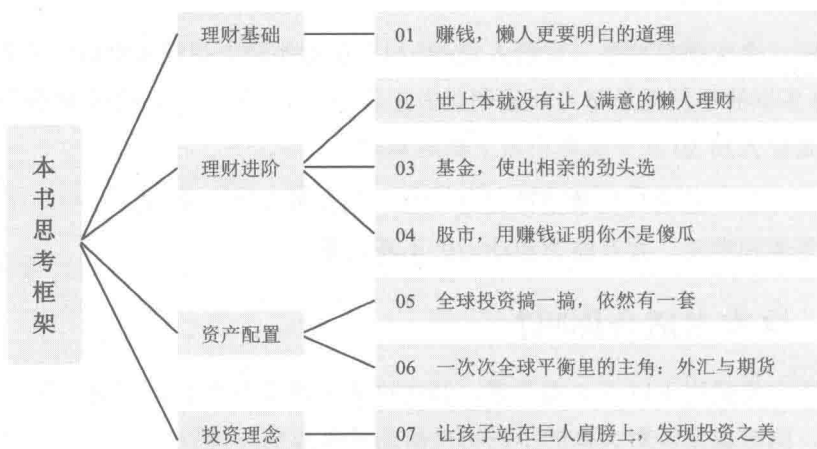 本书思考框架
理财基础
01 赚钱，懒人更要明白的道理
理财进阶
02 世上本就没有让人满意的懒人理财
03 基金，使出相亲的劲头选
04 股市，用赚钱证明你不是傻瓜
资产配置
05 全球投资搞一搞，依然有一套
06 一次次全球平衡里的主角：外汇与期货
投资理念
07 让孩子站在巨人肩膀上，发现投资之美